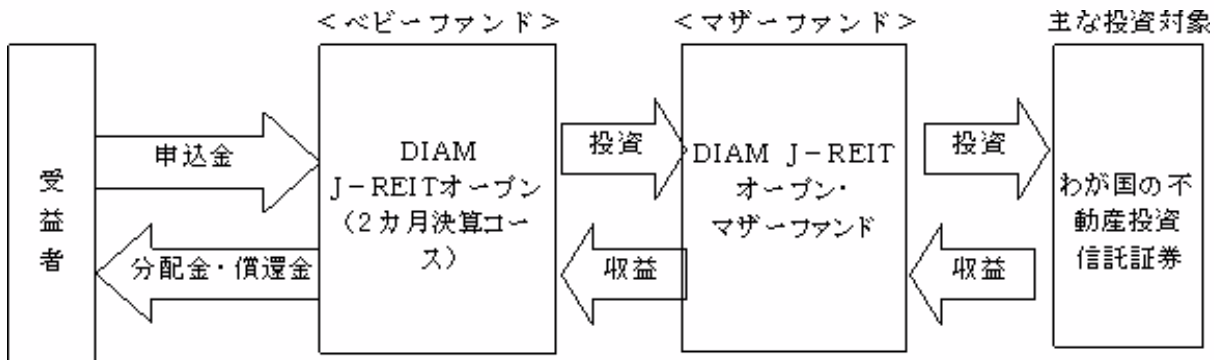 ＜ベビーファンド＞
＜マザーファンド＞
主な投資対象
受益者
申込金
分配金・償還金
DIAM
J－REITオープン
（2カ月決算コー
ス）
投資
収益
DIAM J－REIT
オープン・
マザーファンド
投資
収益
わが国の不
動産投資
信託証券